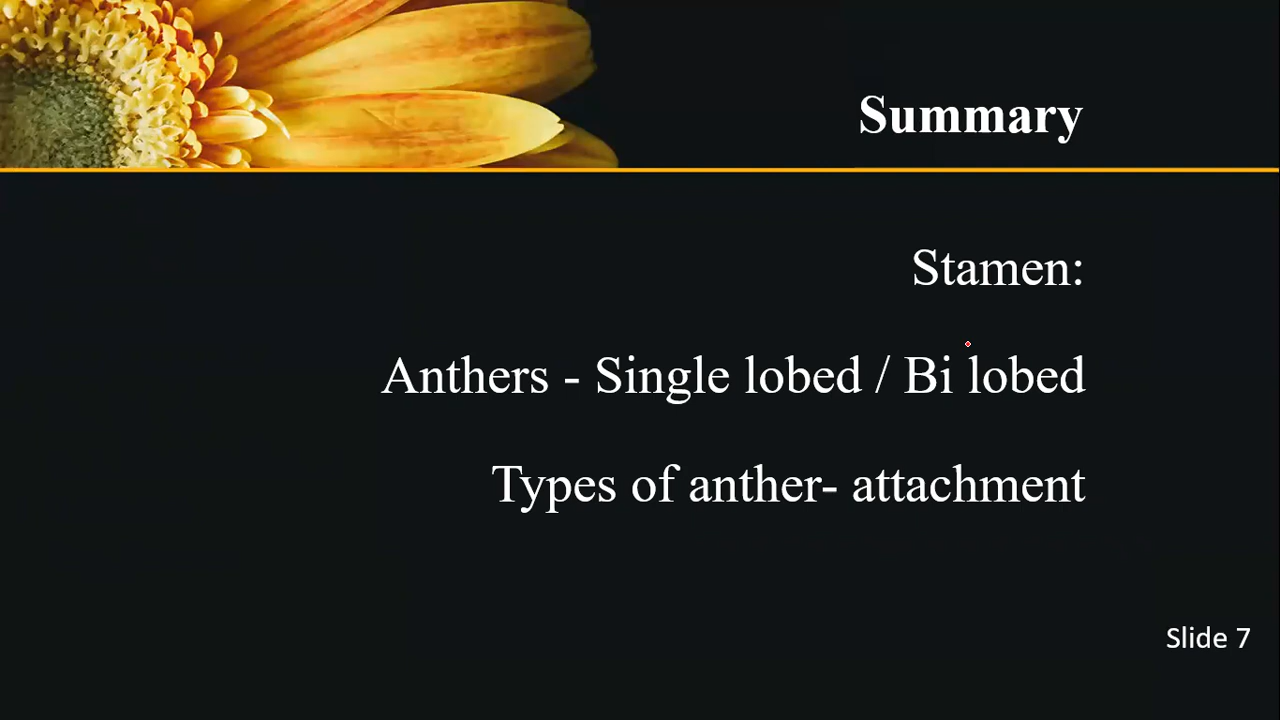 Summary
Stamen:
Anthers - Single lobed / Bi lobed
Types of anther- attachment
Slide 7